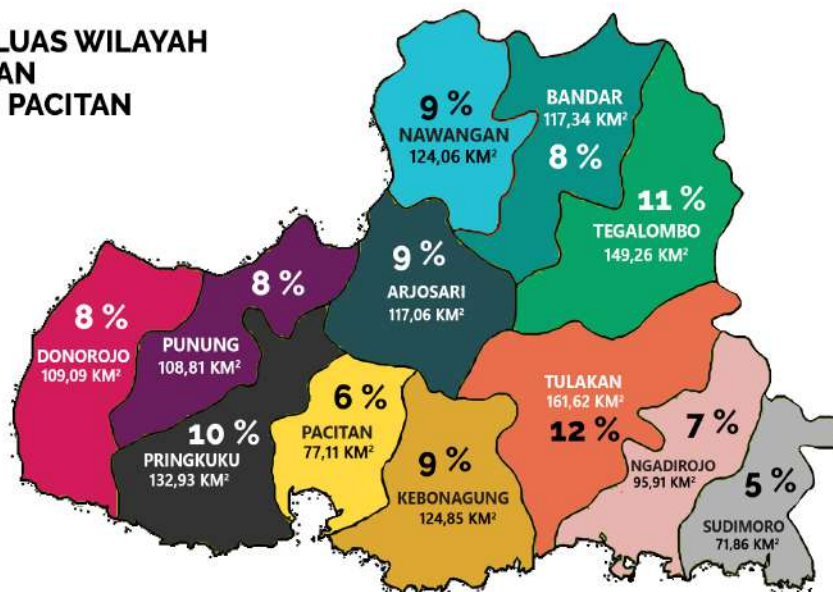 LUAS WILAYAH
AN
PACITAN
9 %
NAWANGAN
124,06 KM²
BANDAR
117,34 KM²
8 %
11 %
TEGALOMBO
149,26 KM²
9 %
ARJOSARI
117,06 KM²
8 %
PUNUNG
108,81 KM²
8 %
DONOROJO
109,09 KM²
10 %
PRINGKUKU
132,93 KM²
6 %
PACITAN
77,11 KM²
9 %
KEBONAGUNG
124,85 KM²
TULAKAN
161,62 KM²
12 %
7 %
NGADIROJO
95,91 KM²
5 %
SUDIMORO
71,86 KM²